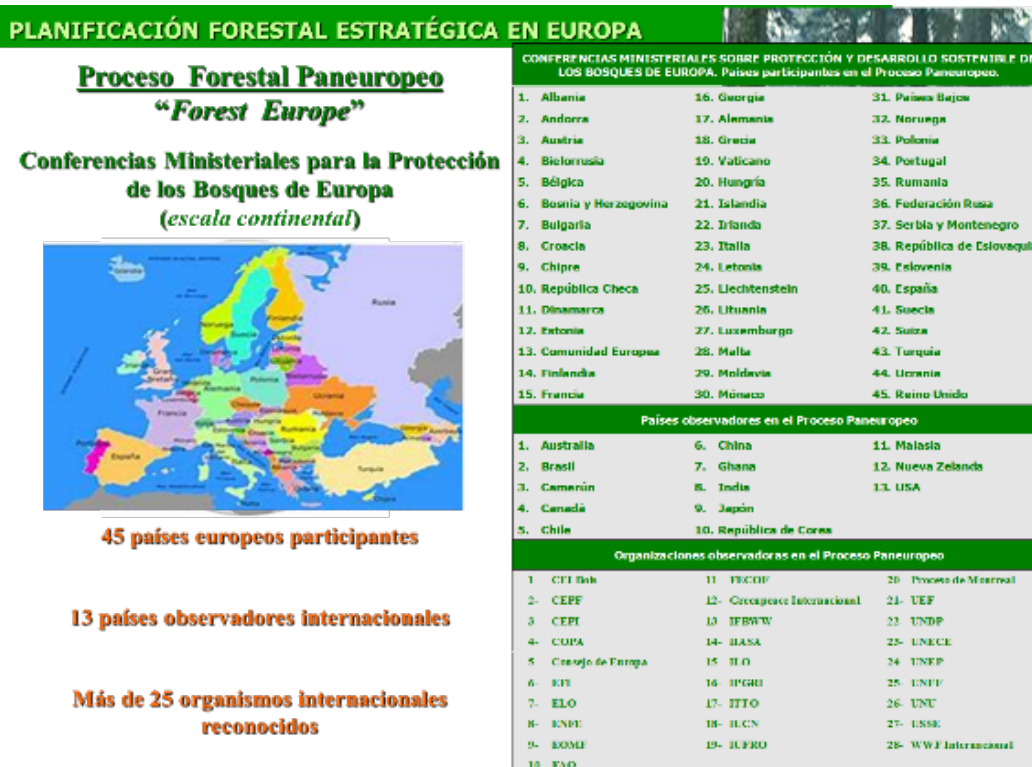 PLANIFICACIÓN FORESTAL ESTRATÉGICA EN EUROPA
Proceso Forestal Paneuropeo
“Forest Europe”
Conferencias Ministeriales para la Protección
de los Bosques de Europa
(escala continental)
Islandia
Noruega
Suecia
Finlandia
Rusia
Polonia
Alemania
Ucrania
Francia
Rumania
España
Turquía
45 países europeos participantes
13 países observadores internacionales
Más de 25 organismos internacionales
reconocidos
CONFERENCIAS MINISTERIALES SOBRE PROTECCIÓN Y DESARROLLO SOSTENIBLE DE
LOS BOSQUES DE EUROPA. Países participantes en el Proceso Paneuropeo.
1. Albania
2. Andorra
3. Austria
4. Bielorrusia
5. Bélgica
6. Bosnia y Herzegovina
7. Bulgaria
8. Croacia
9. Chipre
10. República Checa
11. Dinamarca
12. Estonia
13. Comunidad Europea
14. Finlandia
15. Francia
16. Georgia
17. Alemania
18. Grecia
19. Vaticano
20. Hungría
21. Islandia
22. Irlanda
23. Italia
24. Letonia
25. Liechtenstein
26. Lituania
27. Luxemburgo
28. Malta
29. Moldavia
30. Mónaco
31. Países Bajos
32. Noruega
33. Polonia
34. Portugal
35. Rumania
36. Federación Rusa
37. Serbia y Montenegro
38. República de Eslovaqui
39. Eslovenia
40. España
41. Suecia
42. Suiza
43. Turquía
44. Ucrania
45. Reino Unido
Países observadores en el Proceso Paneuropeo
1. Australia
2. Brasil
3. Camerún
4. Canadá
5. Chile
6. China
7. Ghana
8. India
9. Japón
10. República de Corea
11. Malasia
12. Nueva Zelanda
13. USA
Organizaciones observadoras en el Proceso Paneuropeo
1- CEI Bois
2- CEPF
3- CEPI
4- COPA
5- Consejo de Europa
6- EFI
7- ELO
8- ENFE
9- EOMF
10- FAO
11- FECOF
12- Greenpeace Internacional
13- IFBWW
14- IIASA
15- ILO
16- IPGRI
17- ITTO
18- IUCN
19- IUFRO
20- Proceso de Montreal
21- UEF
22- UNDP
23- UNECE
24- UNEP
25- UNFF
26- UNU
27- USSE
28- WWF Internacional